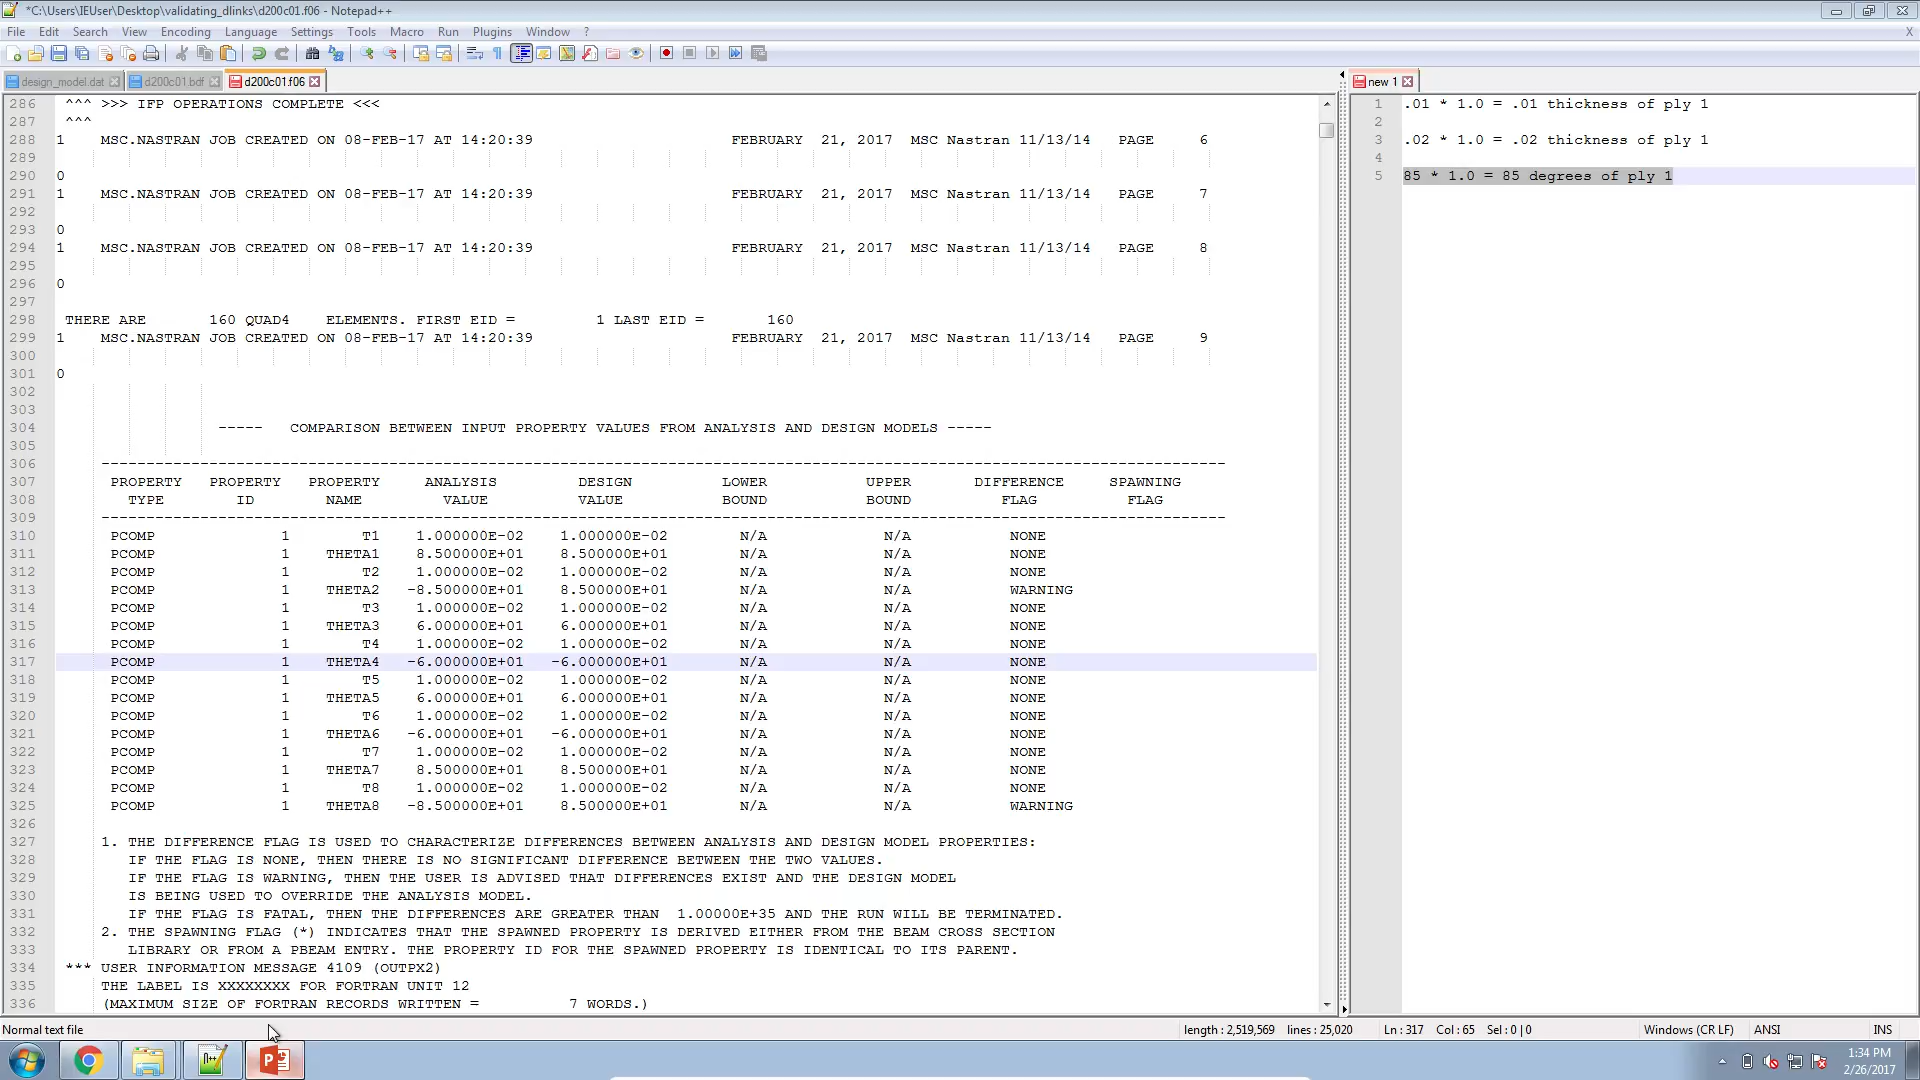 *C:\Users\IEUser\Desktop\validating_dlinks\d200c01.f06 - Notepad++
File Edit Search View Encoding Language Settings Tools Macro Run Plugins Window ? X
design_model.dat d200c01.bdf d200c01.f06
286 ^^^ >>> IFP OPERATIONS COMPLETE <<<
287 ^^^
288 1 MSC.NASTRAN JOB CREATED ON 08-FEB-17 AT 14:20:39 FEBRUARY 21, 2017 MSC Nastran 11/13/14 PAGE 6
289
290 0
291 1 MSC.NASTRAN JOB CREATED ON 08-FEB-17 AT 14:20:39 FEBRUARY 21, 2017 MSC Nastran 11/13/14 PAGE 7
292
293 0
294 1 MSC.NASTRAN JOB CREATED ON 08-FEB-17 AT 14:20:39 FEBRUARY 21, 2017 MSC Nastran 11/13/14 PAGE 8
295
296 0
297
298 THERE ARE 160 QUAD4 ELEMENTS. FIRST EID = 1 LAST EID = 160
299 1 MSC.NASTRAN JOB CREATED ON 08-FEB-17 AT 14:20:39 FEBRUARY 21, 2017 MSC Nastran 11/13/14 PAGE 9
300
301 0
302
303
304 ----- COMPARISON BETWEEN INPUT PROPERTY VALUES FROM ANALYSIS AND DESIGN MODELS -----
305
306 ----------------------------------------------------------------
307 PROPERTY PROPERTY PROPERTY ANALYSIS DESIGN LOWER UPPER DIFFERENCE SPAWNING
308 TYPE ID NAME VALUE VALUE BOUND BOUND FLAG FLAG
309 ----------------------------------------------------------------
310 PCOMP 1 T1 1.000000E-02 1.000000E-02 N/A N/A NONE
311 PCOMP 1 THETA1 8.500000E+01 8.500000E+01 N/A N/A NONE
312 PCOMP 1 T2 1.000000E-02 1.000000E-02 N/A N/A NONE
313 PCOMP 1 THETA2 -8.500000E+01 8.500000E+01 N/A N/A WARNING
314 PCOMP 1 T3 1.000000E-02 1.000000E-02 N/A N/A NONE
315 PCOMP 1 THETA3 6.000000E+01 6.000000E+01 N/A N/A NONE
316 PCOMP 1 T4 1.000000E-02 1.000000E-02 N/A N/A NONE
317 PCOMP 1 THETA4 -6.000000E+01 -6.000000E+01 N/A N/A NONE
318 PCOMP 1 T5 1.000000E-02 1.000000E-02 N/A N/A NONE
319 PCOMP 1 THETA5 6.000000E+01 6.000000E+01 N/A N/A NONE
320 PCOMP 1 T6 1.000000E-02 1.000000E-02 N/A N/A NONE
321 PCOMP 1 THETA6 -6.000000E+01 -6.000000E+01 N/A N/A NONE
322 PCOMP 1 T7 1.000000E-02 1.000000E-02 N/A N/A NONE
323 PCOMP 1 THETA7 8.500000E+01 8.500000E+01 N/A N/A NONE
324 PCOMP 1 T8 1.000000E-02 1.000000E-02 N/A N/A NONE
325 PCOMP 1 THETA8 -8.500000E+01 8.500000E+01 N/A N/A WARNING
326
327 1. THE DIFFERENCE FLAG IS USED TO CHARACTERIZE DIFFERENCES BETWEEN ANALYSIS AND DESIGN MODEL PROPERTIES:
328 IF THE FLAG IS NONE, THEN THERE IS NO SIGNIFICANT DIFFERENCE BETWEEN THE TWO VALUES.
329 IF THE FLAG IS WARNING, THEN THE USER IS ADVISED THAT DIFFERENCES EXIST AND THE DESIGN MODEL
330 IS BEING USED TO OVERRIDE THE ANALYSIS MODEL.
331 IF THE FLAG IS FATAL, THEN THE DIFFERENCES ARE GREATER THAN 1.00000E+35 AND THE RUN WILL BE TERMINATED.
332 2. THE SPAWNING FLAG (*) INDICATES THAT THE SPAWNED PROPERTY IS DERIVED EITHER FROM THE BEAM CROSS SECTION
333 LIBRARY OR FROM A PBEAM ENTRY. THE PROPERTY ID FOR THE SPAWNED PROPERTY IS IDENTICAL TO ITS PARENT.
334 *** USER INFORMATION MESSAGE 4109 (OUTPX2)
335 THE LABEL IS XXXXXXXX FOR FORTRAN UNIT 12
336 (MAXIMUM SIZE OF FORTRAN RECORDS WRITTEN = 7 WORDS.)
new 1
1 .01 * 1.0 = .01 thickness of ply 1
2
3 .02 * 1.0 = .02 thickness of ply 1
4
5 85 * 1.0 = 85 degrees of ply 1
Normal text file length : 2,519,569 lines : 25,020 Ln : 317 Col : 65 Sel : 0 | 0 Windows (CR LF) ANSI INS
1:34 PM
2/26/2017